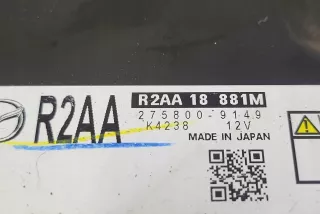 R2AA 18 881M
R2AA
275800-9149
K4238 12V
MADE IN JAPAN